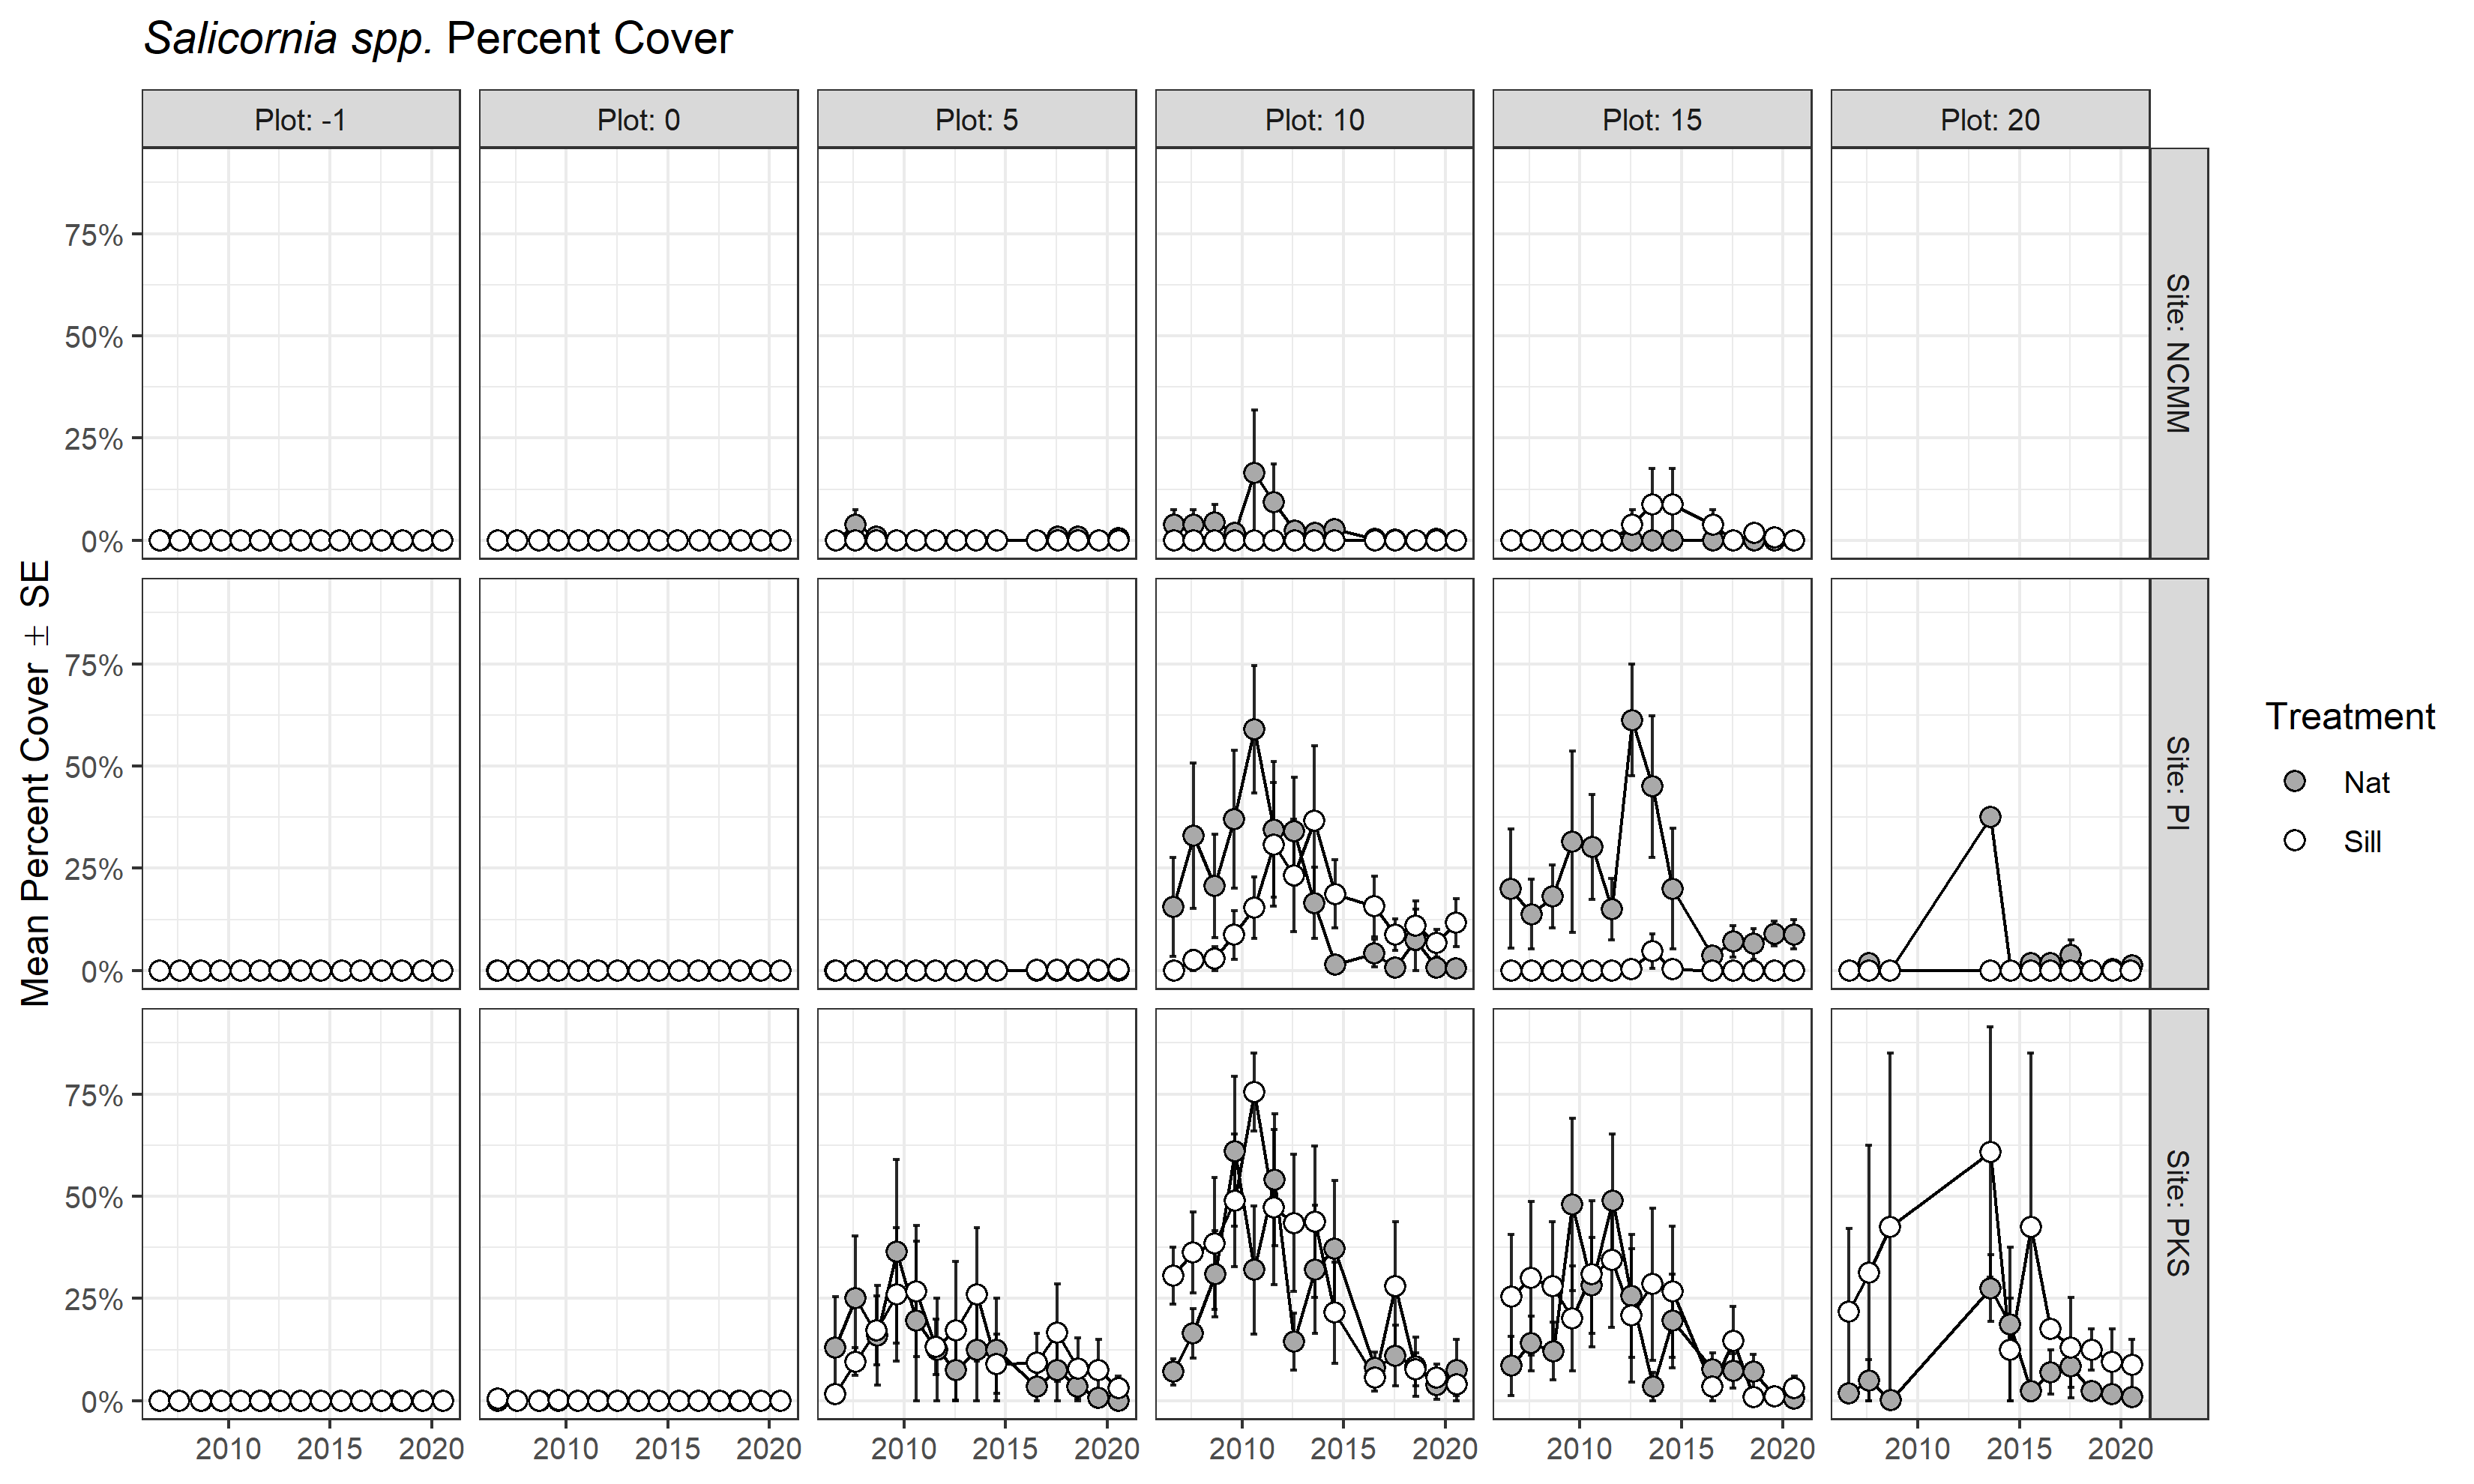 Salicornia spp. Percent Cover
Plot: -1
Plot: 0
Plot: 5
Plot: 10
Plot: 15
Plot: 20
Mean Percent Cover ± SE
75%
50%
25%
0%
Site: NCMM
75%
50%
25%
0%
Site: PI
75%
50%
25%
0%
Site: PKS
2010 2015 2020
2010 2015 2020
2010 2015 2020
2010 2015 2020
2010 2015 2020
2010 2015 2020
Treatment
Nat
Sill